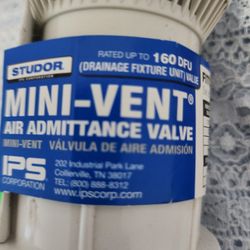 STUDOR
RATED UP TO 160 DFU
(DRAINAGE FIXTURE UNIT) VALUE
MINI-VENT®
AIR ADMITTANCE VALVE
MINI-VENT VÁLVULA DE AIRE ADMISIÓN
IPS
CORPORATION
202 Industrial Park Lane
Collierville, TN 38017
TEL: (800) 888-8312
www.ipscorp.com